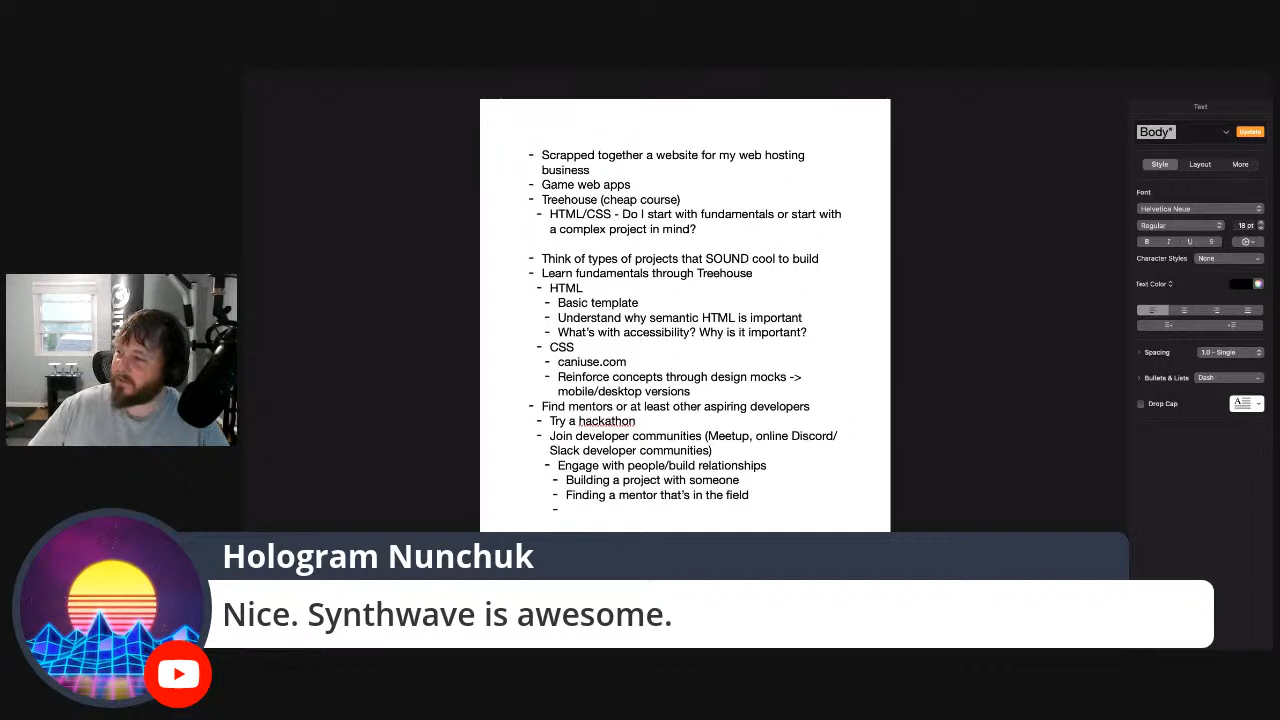 - Scrapped together a website for my web hosting
business
- Game web apps
- Treehouse (cheap course)
- HTML/CSS - Do I start with fundamentals or start with
a complex project in mind?
- Think of types of projects that SOUND cool to build
- Learn fundamentals through Treehouse
- HTML
- Basic template
- Understand why semantic HTML is important
- What's with accessibility? Why is it important?
- CSS
- caniuse.com
- Reinforce concepts through design mocks ->
mobile/desktop versions
- Find mentors or at least other aspiring developers
- Try a hackathon
- Join developer communities (Meetup, online Discord/
Slack developer communities)
- Engage with people/build relationships
- Building a project with someone
- Finding a mentor that's in the field
-
Text
Body* Update
Style Layout More
Font
Helvetica Neue
Regular 18 pt
B I U S
Character Styles None
Text Color
Spacing 1.0 - Single
Bullets & Lists Dash
Drop Cap A
Hologram Nunchuk
Nice. Synthwave is awesome.